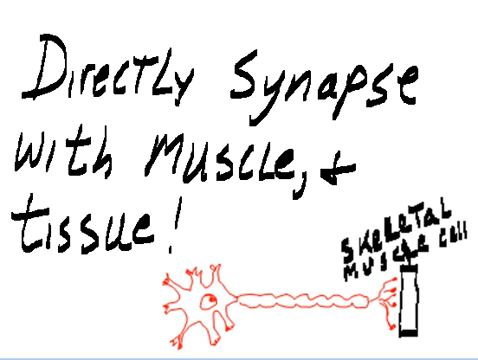 Directly Synapse
with Muscle, &
tissue!
Skeletal
Muscle cell